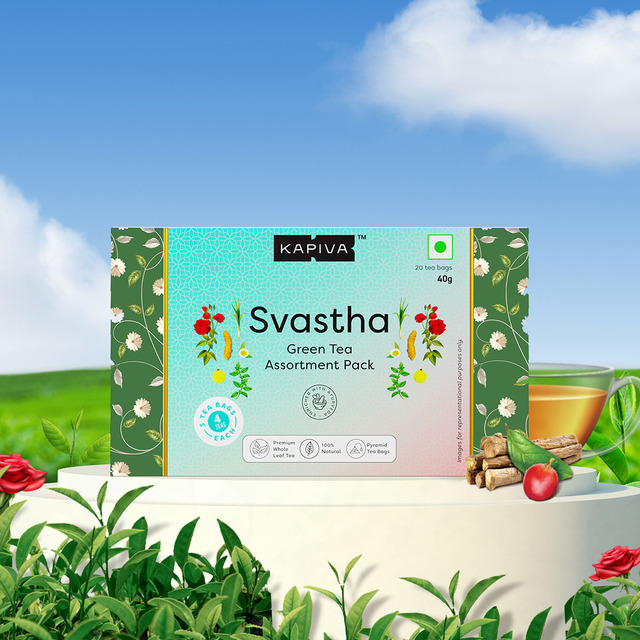 KAPIVA™
20 tea bags
40g
Svastha
Green Tea
Assortment Pack
5 TEA BAGS
EACH
Premium
Whole
Leaf Tea
100%
Natural
Pyramid
Tea Bags
Images for representational purposes only.